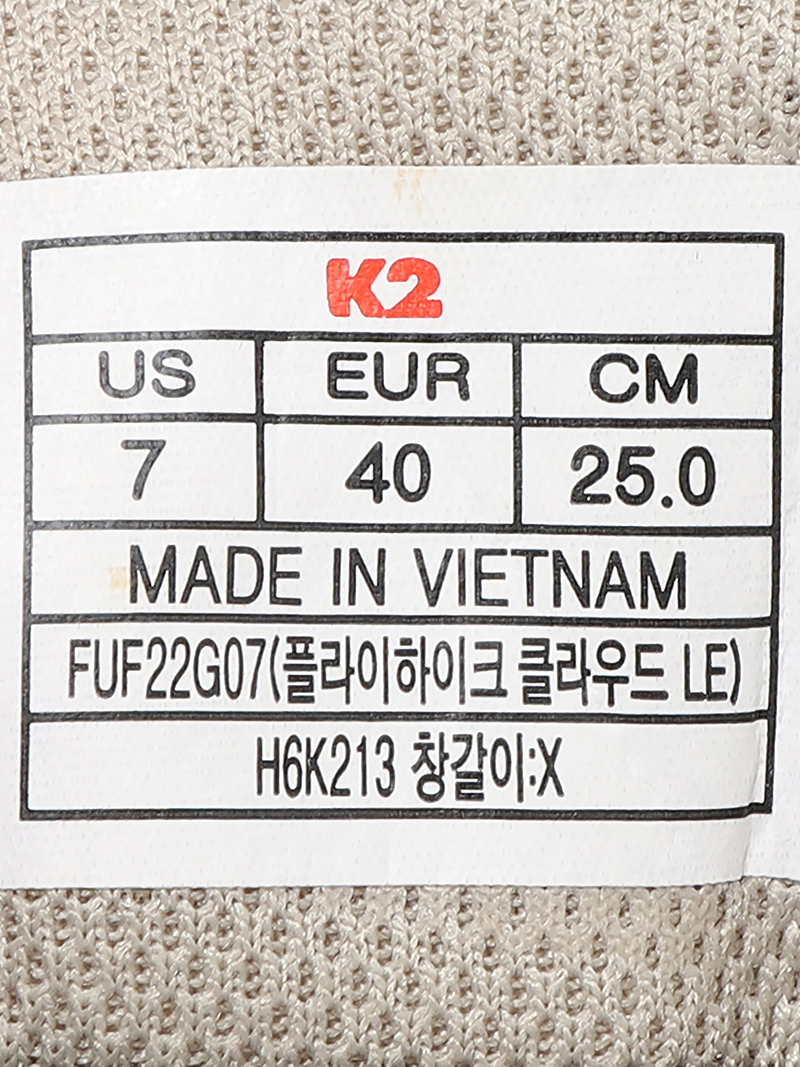 K2
US EUR CM
7 40 25.0
MADE IN VIETNAM
FUF22G07(플라이하이크 클라우드 LE)
H6K213 창갈이:X